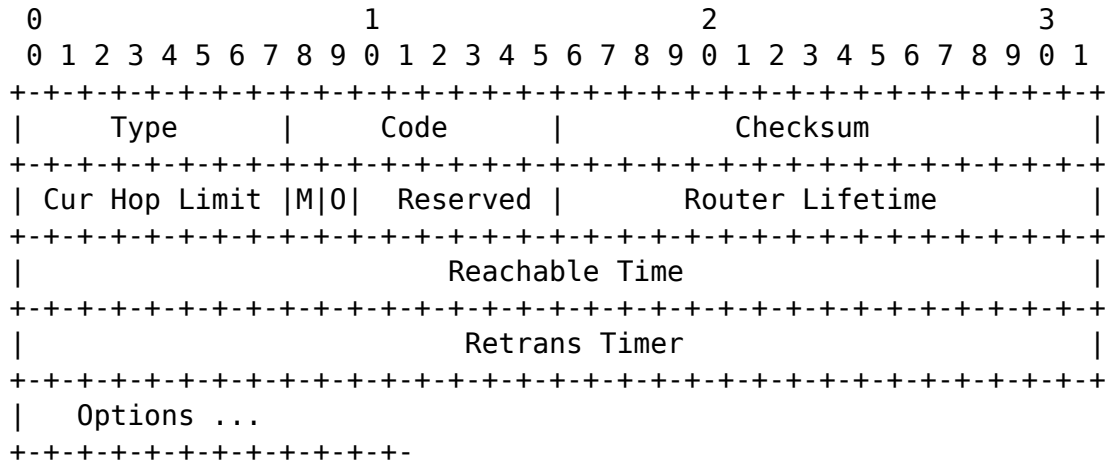 0                   1                   2                   3
 0 1 2 3 4 5 6 7 8 9 0 1 2 3 4 5 6 7 8 9 0 1 2 3 4 5 6 7 8 9 0 1
+-+-+-+-+-+-+-+-+-+-+-+-+-+-+-+-+-+-+-+-+-+-+-+-+-+-+-+-+-+-+-+-+
|     Type      |     Code      |          Checksum             |
+-+-+-+-+-+-+-+-+-+-+-+-+-+-+-+-+-+-+-+-+-+-+-+-+-+-+-+-+-+-+-+-+
| Cur Hop Limit |M|O|  Reserved |       Router Lifetime         |
+-+-+-+-+-+-+-+-+-+-+-+-+-+-+-+-+-+-+-+-+-+-+-+-+-+-+-+-+-+-+-+-+
|                         Reachable Time                        |
+-+-+-+-+-+-+-+-+-+-+-+-+-+-+-+-+-+-+-+-+-+-+-+-+-+-+-+-+-+-+-+-+
|                          Retrans Timer                        |
+-+-+-+-+-+-+-+-+-+-+-+-+-+-+-+-+-+-+-+-+-+-+-+-+-+-+-+-+-+-+-+-+
|   Options ...
+-+-+-+-+-+-+-+-+-+-+-+-